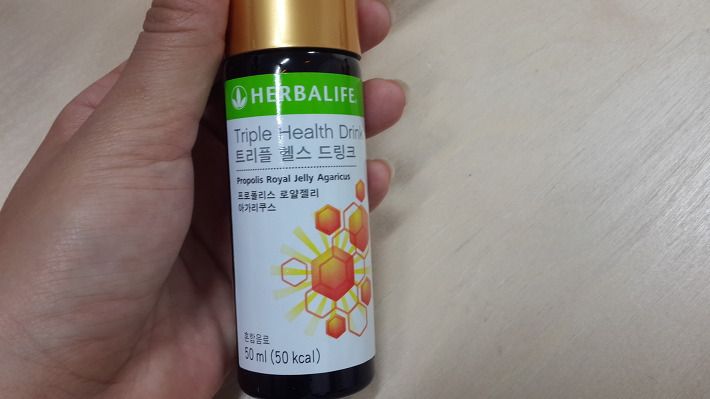 HERBALIFE
Triple Health Drink
트리플 헬스 드링크
Propolis Royal Jelly Agaricus
프로폴리스 로얄젤리
아가리쿠스
혼합음료
50 ml (50 kcal)